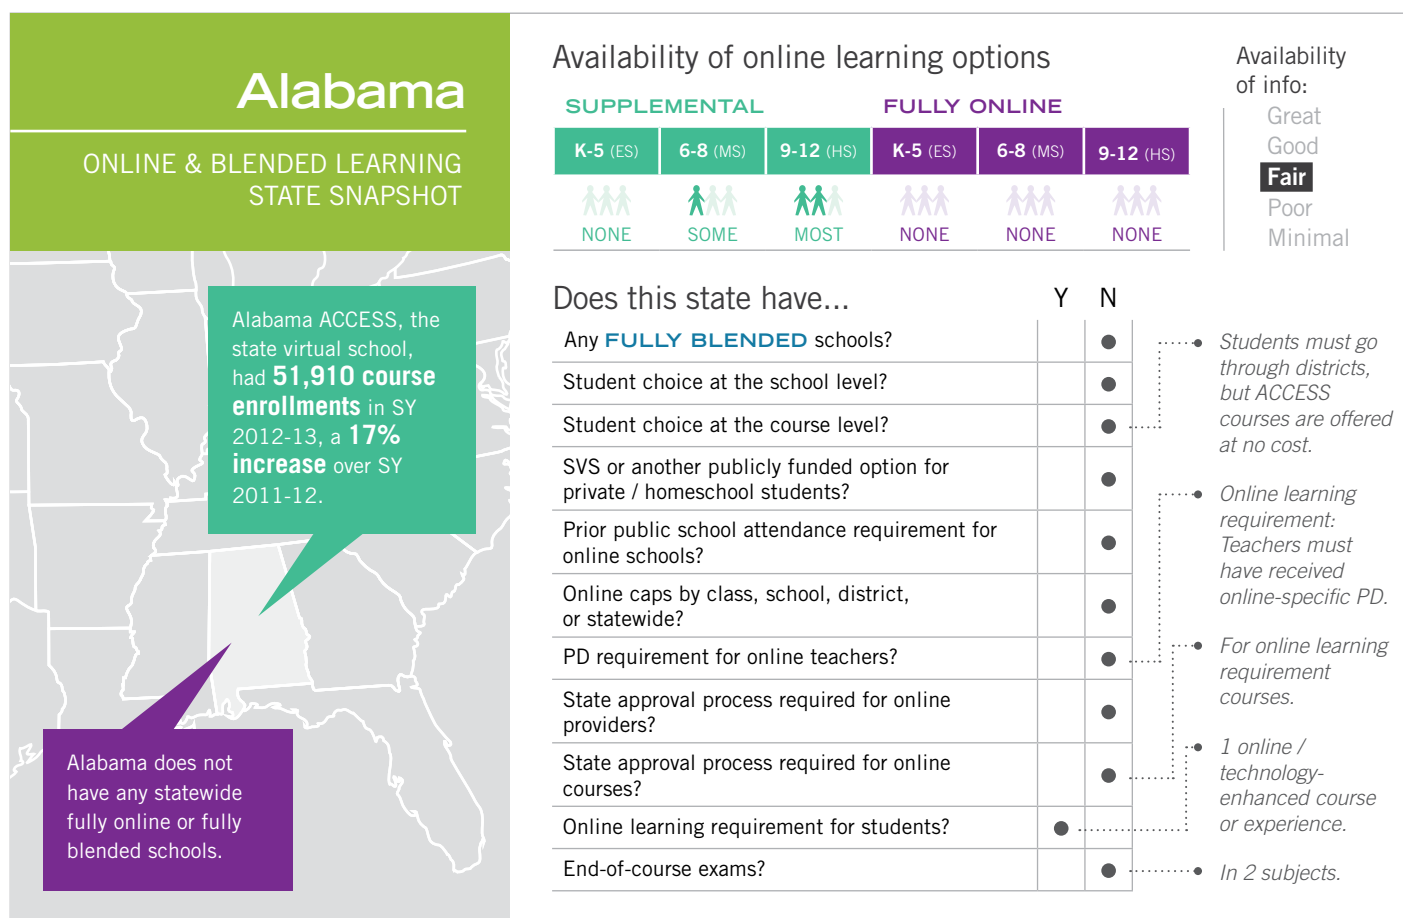 Alabama
ONLINE & BLENDED LEARNING
STATE SNAPSHOT
Alabama ACCESS, the
state virtual school,
had 51,910 course
enrollments in SY
2012-13, a 17%
increase over SY
2011-12.
Alabama does not
have any statewide
fully online or fully
blended schools.
Availability of online learning options
SUPPLEMENTAL FULLY ONLINE
K-5 (ES) 6-8 (MS) 9-12 (HS) K-5 (ES) 6-8 (MS) 9-12 (HS)
NONE SOME MOST NONE NONE NONE
Availability
of info:
Great
Good
Fair
Poor
Minimal
Does this state have... Y N
Any FULLY BLENDED schools?
Student choice at the school level?
Student choice at the course level?
SVS or another publicly funded option for
private / homeschool students?
Prior public school attendance requirement for
online schools?
Online caps by class, school, district,
or statewide?
PD requirement for online teachers?
State approval process required for online
providers?
State approval process required for online
courses?
Online learning requirement for students?
End-of-course exams?
Students must go
through districts,
but ACCESS
courses are offered
at no cost.
Online learning
requirement:
Teachers must
have received
online-specific PD.
For online learning
requirement
courses.
1 online /
technology-
enhanced course
or experience.
In 2 subjects.